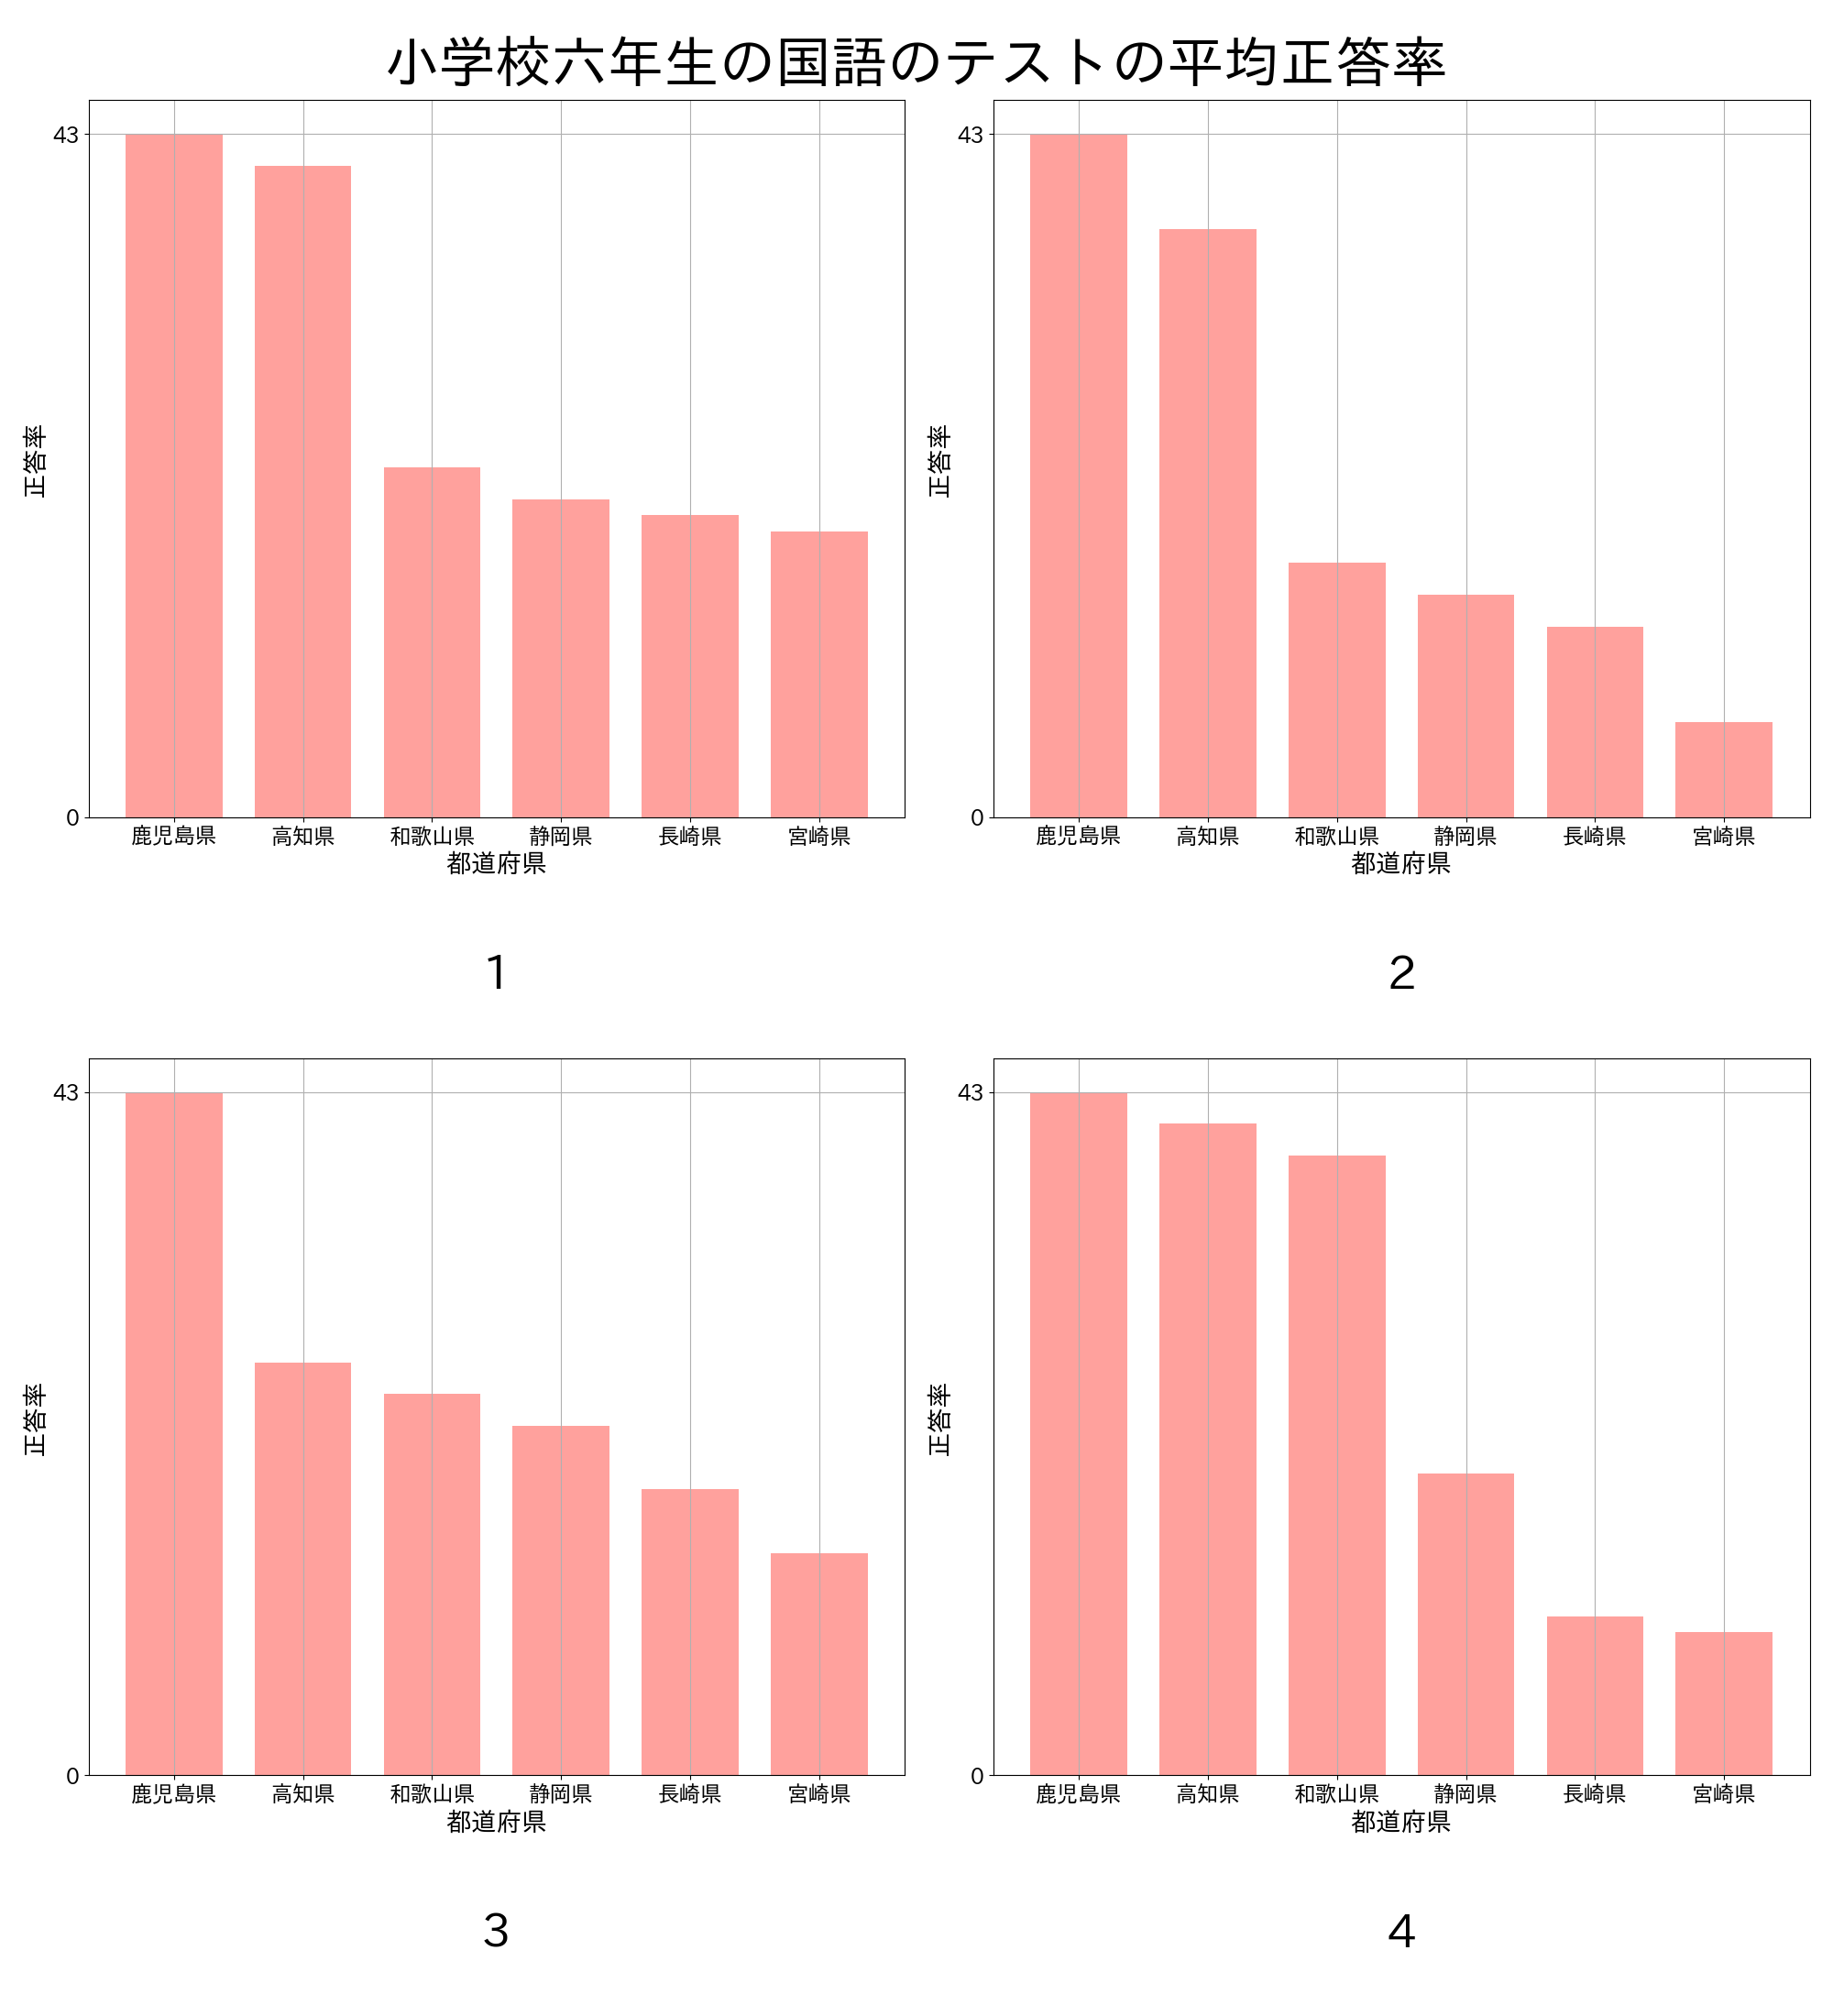 小学校六年生の国語のテストの平均正答率
43
0
正答率
鹿児島県 高知県 和歌山県 静岡県 長崎県 宮崎県
都道府県
1
43
0
正答率
鹿児島県 高知県 和歌山県 静岡県 長崎県 宮崎県
都道府県
2
43
0
正答率
鹿児島県 高知県 和歌山県 静岡県 長崎県 宮崎県
都道府県
3
43
0
正答率
鹿児島県 高知県 和歌山県 静岡県 長崎県 宮崎県
都道府県
4